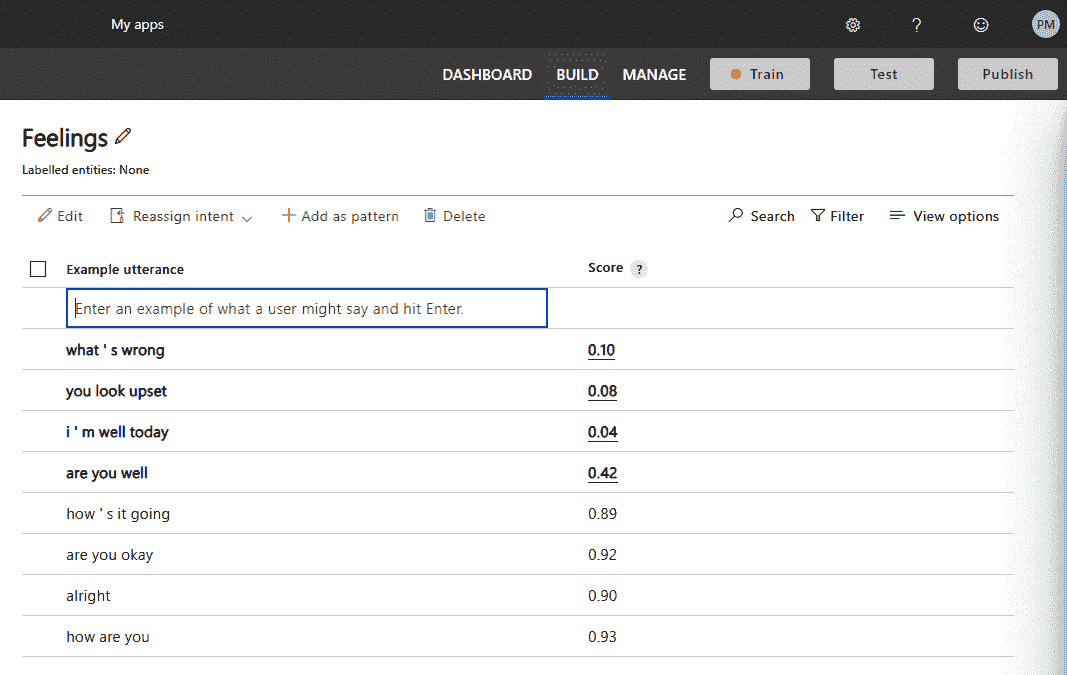 My apps ? PM
DASHBOARD BUILD MANAGE Train Test Publish
Feelings
Labelled entities: None
Edit Reassign intent Add as pattern Delete Search Filter View options
Example utterance Score ?
Enter an example of what a user might say and hit Enter.
what ' s wrong 0.10
you look upset 0.08
i ' m well today 0.04
are you well 0.42
how ' s it going 0.89
are you okay 0.92
alright 0.90
how are you 0.93